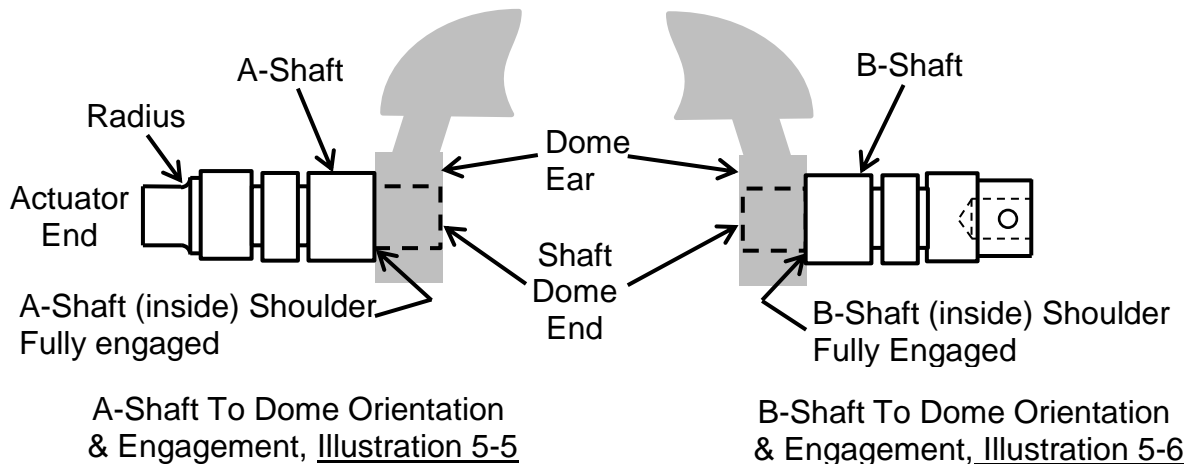 A-Shaft
B-Shaft
Radius
Dome
Ear
Actuator
End
Shaft
Dome
End
A-Shaft (inside) Shoulder
Fully engaged
B-Shaft (inside) Shoulder
Fully Engaged
A-Shaft To Dome Orientation
& Engagement, Illustration 5-5
B-Shaft To Dome Orientation
& Engagement, Illustration 5-6